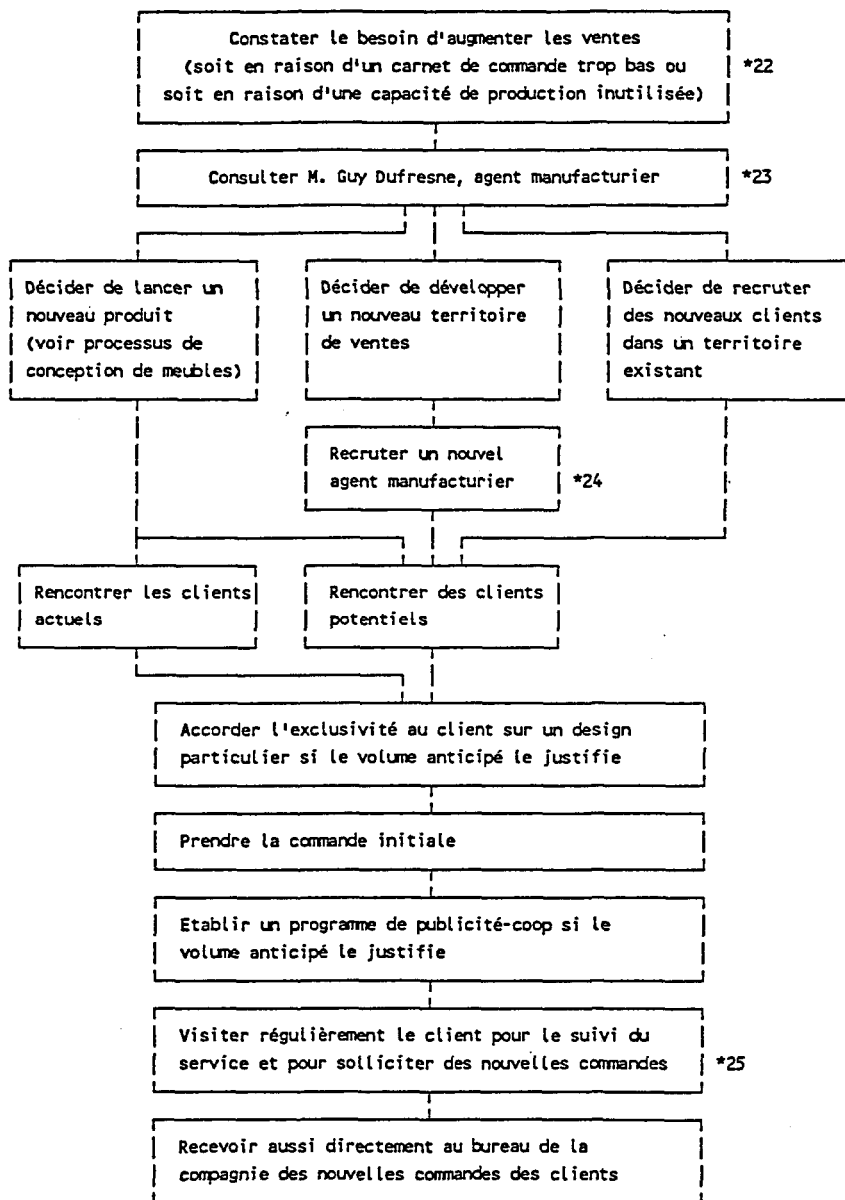 Constater le besoin d'augmenter les ventes
(soit en raison d'un carnet de commande trop bas ou
soit en raison d'une capacité de production inutilisée)
*22
Consulter M. Guy Dufresne, agent manufacturier
*23
Décider de lancer un
nouveau produit
(voir processus de
conception de meubles)
Décider de développer
un nouveau territoire
de ventes
Décider de recruter
des nouveaux clients
dans un territoire
existant
Recruter un nouvel
agent manufacturier
*24
Rencontrer les clients
actuels
Rencontrer des clients
potentiels
Accorder l'exclusivité au client sur un design
particulier si le volume anticipé le justifie
Prendre la commande initiale
Etablir un programme de publicité-coop si le
volume anticipé le justifie
Visiter régulièrement le client pour le suivi du
service et pour solliciter des nouvelles commandes
*25
Recevoir aussi directement au bureau de la
compagnie des nouvelles commandes des clients